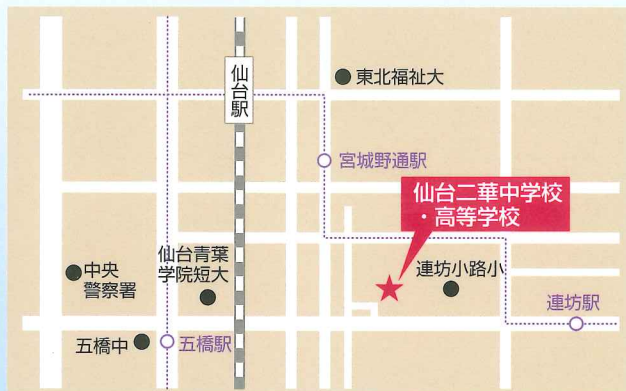 東北福祉大
仙台駅
宮城野通駅
仙台二華中学校
・高等学校
仙台青葉
学院短大
連坊小路小
中央
警察署
連坊駅
五橋中
五橋駅